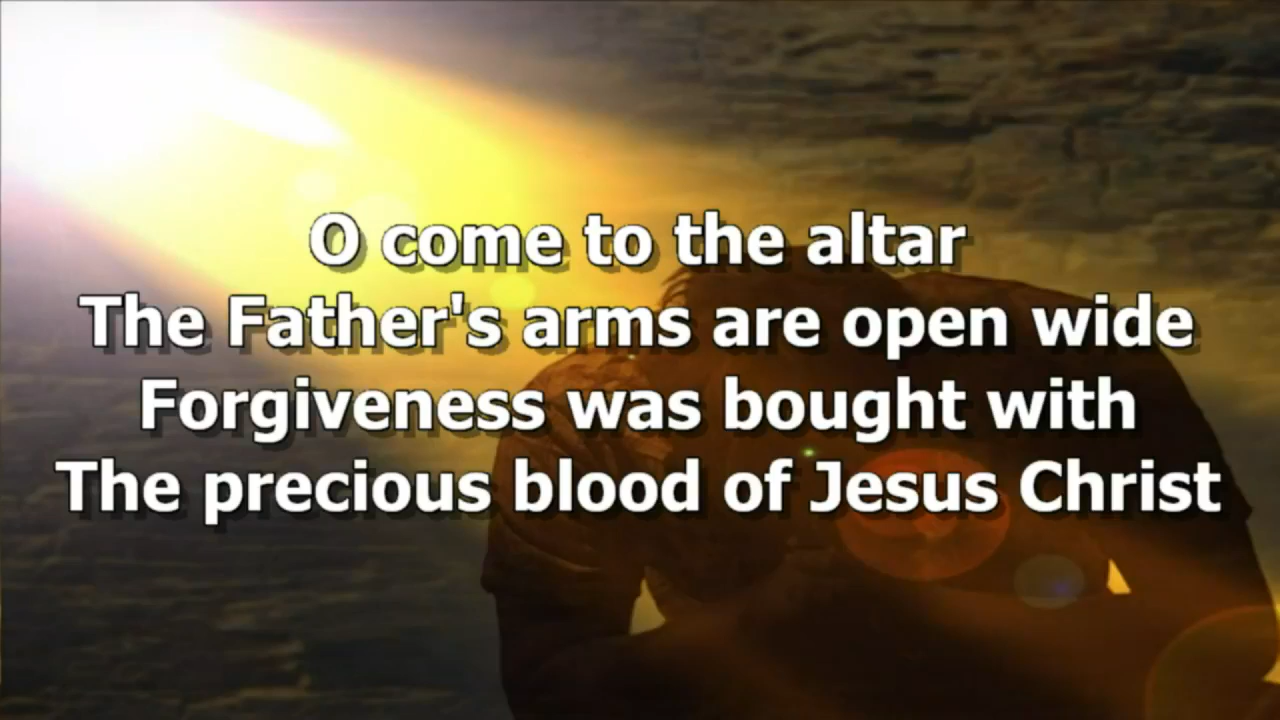 O come to the altar
The Father's arms are open wide
Forgiveness was bought with
The precious blood of Jesus Christ